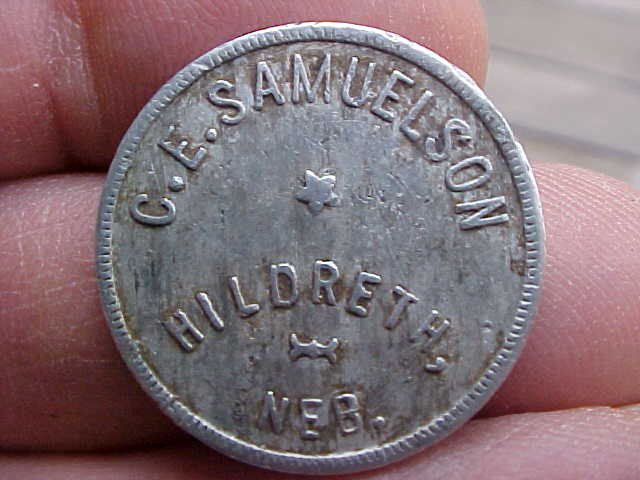 C.E. SAMUELSON
HILDRETH,
NEB.